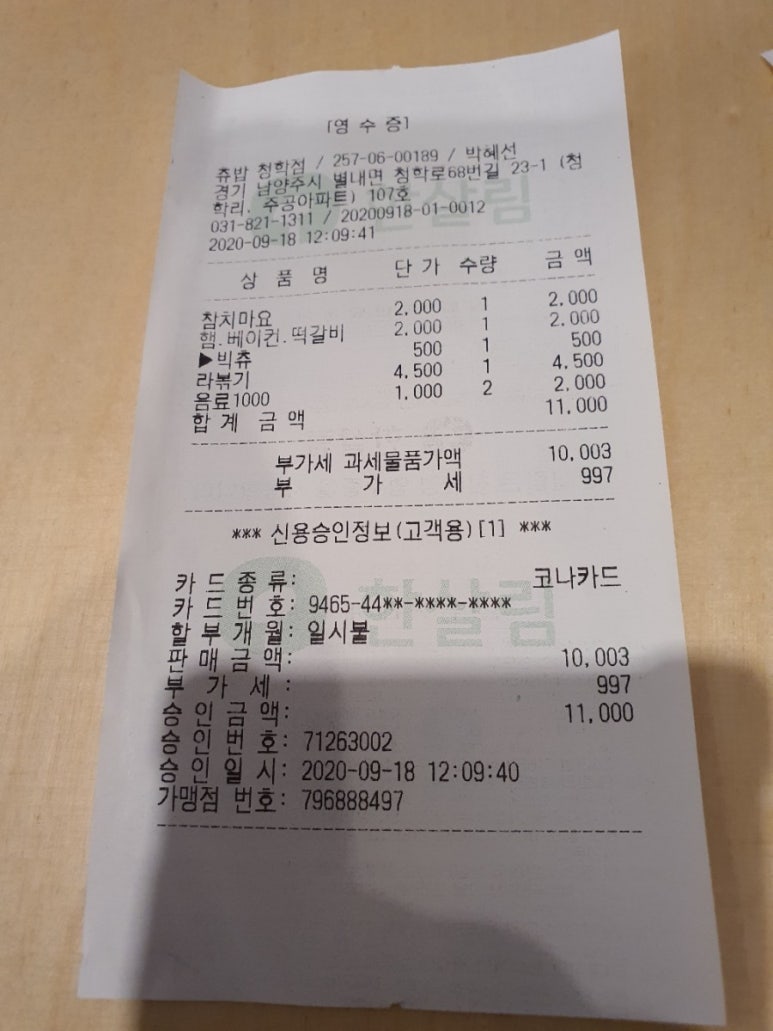 [영 수 증]
츄밥 청학점 / 257-06-00189 / 박혜선
경기 남양주시 별내면 청학로68번길 23-1 (청
학리. 주공아파트) 107호
031-821-1311 / 20200918-01-0012
2020-09-18 12:09:41
상 품 명 단 가 수량 금 액
참치마요 2,000 1 2,000
햄.베이컨.떡갈비 2,000 1 2,000
▶빅츄 500 1 500
라볶기 4,500 1 4,500
음료1000 1,000 2 2,000
합 계 금 액 11,000
부가세 과세물품가액 10,003
부 가 세 997
*** 신용승인정보(고객용)[1] ***
카 드 종 류: 코나카드
카 드 번 호: 9465-44**-****-****
할 부 개 월: 일시불
판 매 금 액: 10,003
부 가 세 : 997
승 인 금 액: 11,000
승 인 번 호: 71263002
승 인 일 시: 2020-09-18 12:09:40
가맹점 번호: 796888497
한살림
한살림